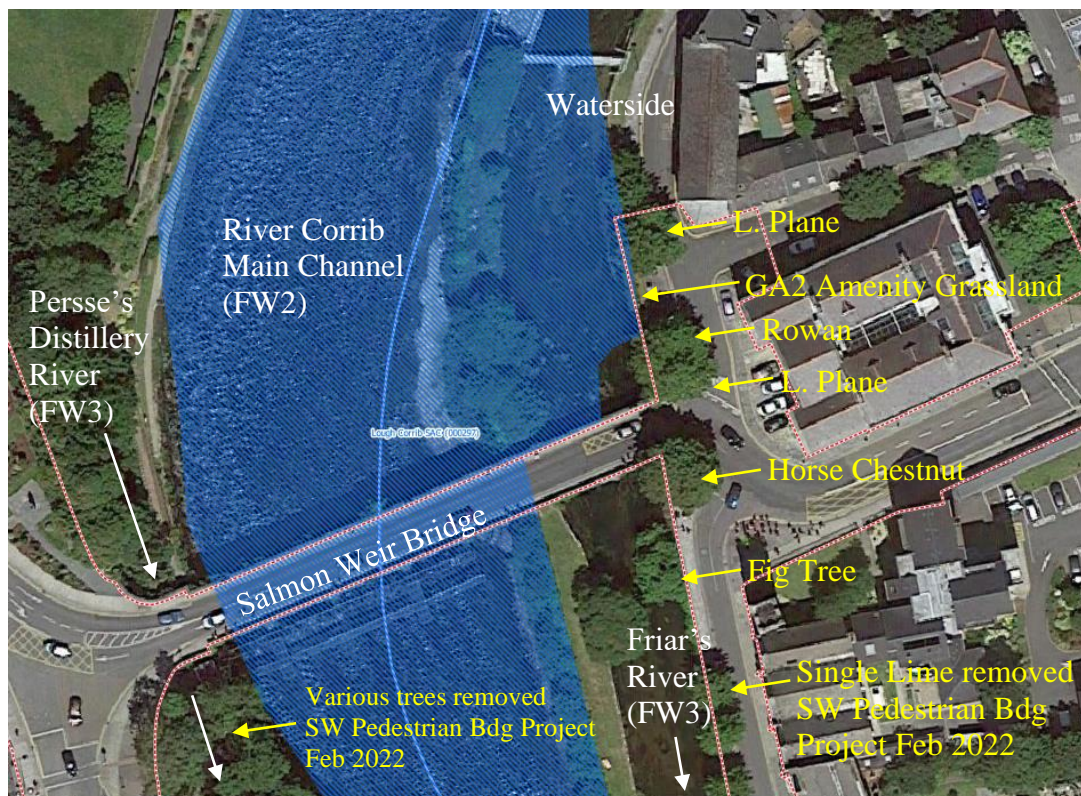 Waterside
River Corrib
Main Channel
(FW2)
L. Plane
GA2 Amenity Grassland
Persse's
Distillery
River
(FW3)
Rowan
L. Plane
Lough Corrib SAC (000297)
Horse Chestnut
Salmon Weir Bridge
Fig Tree
Friar's
River
(FW3)
Single Lime removed
SW Pedestrian Bdg
Project Feb 2022
Various trees removed
SW Pedestrian Bdg Project
Feb 2022